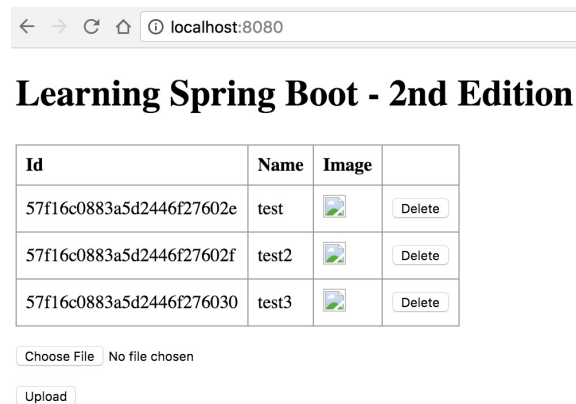 localhost:8080
Learning Spring Boot - 2nd Edition
Id Name Image
57f16c0883a5d2446f27602e test Delete
57f16c0883a5d2446f27602f test2 Delete
57f16c0883a5d2446f276030 test3 Delete
Choose File No file chosen
Upload